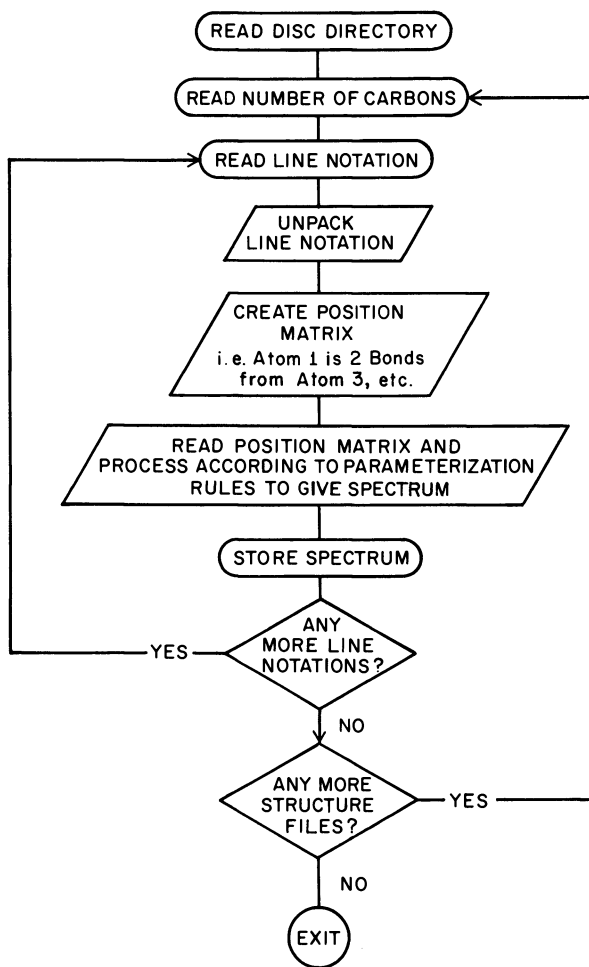 READ DISC DIRECTORY
READ NUMBER OF CARBONS
READ LINE NOTATION
UNPACK
LINE NOTATION
CREATE POSITION
MATRIX
i.e. Atom 1 is 2 Bonds
from Atom 3, etc.
READ POSITION MATRIX AND
PROCESS ACCORDING TO PARAMETERIZATION
RULES TO GIVE SPECTRUM
STORE SPECTRUM
ANY
MORE LINE
NOTATIONS?
YES
NO
ANY MORE
STRUCTURE
FILES?
YES
NO
EXIT